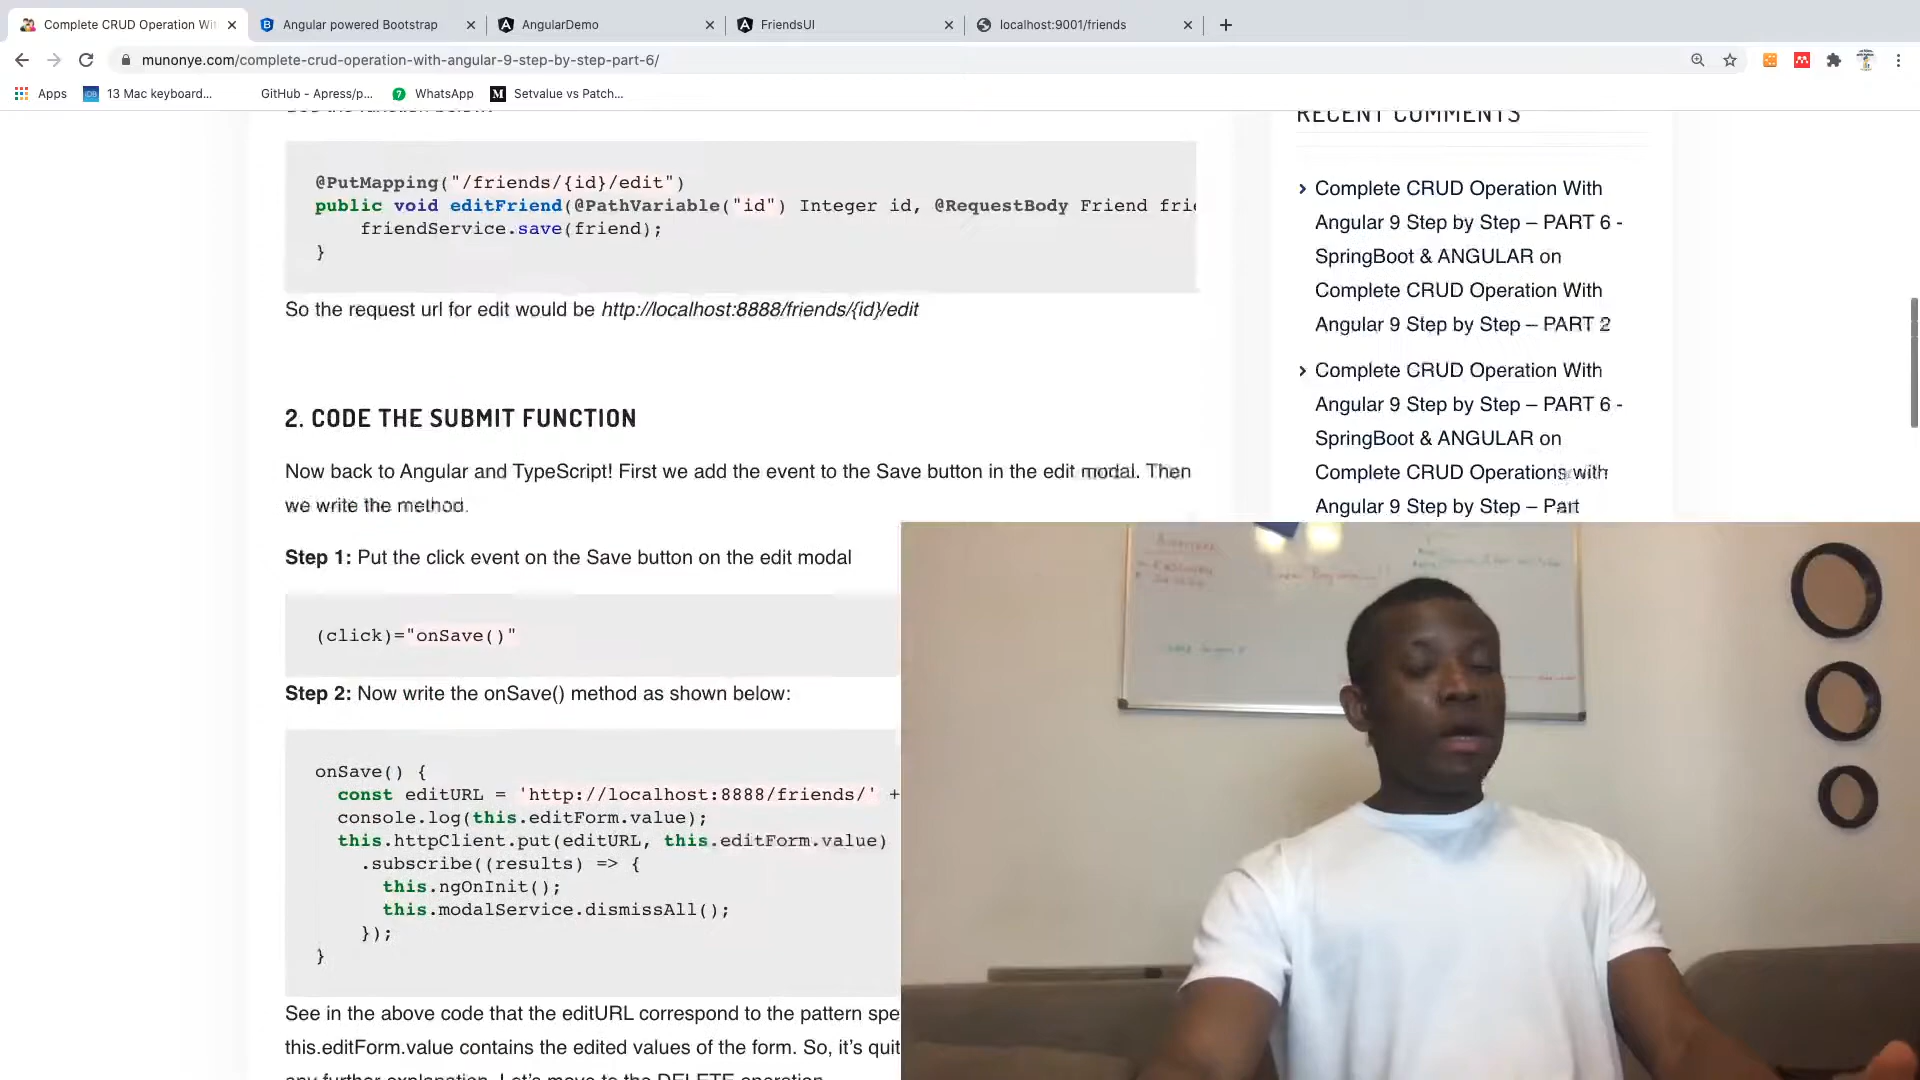 Complete CRUD Operation Wit
Angular powered Bootstrap
AngularDemo
FriendsUI
localhost:9001/friends
munonye.com/complete-crud-operation-with-angular-9-step-by-step-part-6/
Apps
13 Mac keyboard...
GitHub - Apress/p...
WhatsApp
Setvalue vs Patch...
@PutMapping("/friends/{id}/edit")
public void editFriend(@PathVariable("id") Integer id, @RequestBody Friend frie
friendService.save(friend);
}
So the request url for edit would be http://localhost:8888/friends/{id}/edit
2. CODE THE SUBMIT FUNCTION
Now back to Angular and TypeScript! First we add the event to the Save button in the edit modal. Then
we write the method.
Step 1: Put the click event on the Save button on the edit modal
(click)="onSave()"
Step 2: Now write the onSave() method as shown below:
onSave() {
const editURL = 'http://localhost:8888/friends/' +
console.log(this.editForm.value);
this.httpClient.put(editURL, this.editForm.value)
.subscribe((results) => {
this.ngOnInit();
this.modalService.dismissAll();
});
}
See in the above code that the editURL correspond to the pattern spe
this.editForm.value contains the edited values of the form. So, it's quit
any further explanation. Let's move to the DELETE operation
RECENT COMMENTS
Complete CRUD Operation With
Angular 9 Step by Step – PART 6 -
SpringBoot & ANGULAR on
Complete CRUD Operation With
Angular 9 Step by Step – PART 2
Complete CRUD Operation With
Angular 9 Step by Step – PART 6 -
SpringBoot & ANGULAR on
Complete CRUD Operations with
Angular 9 Step by Step – Part